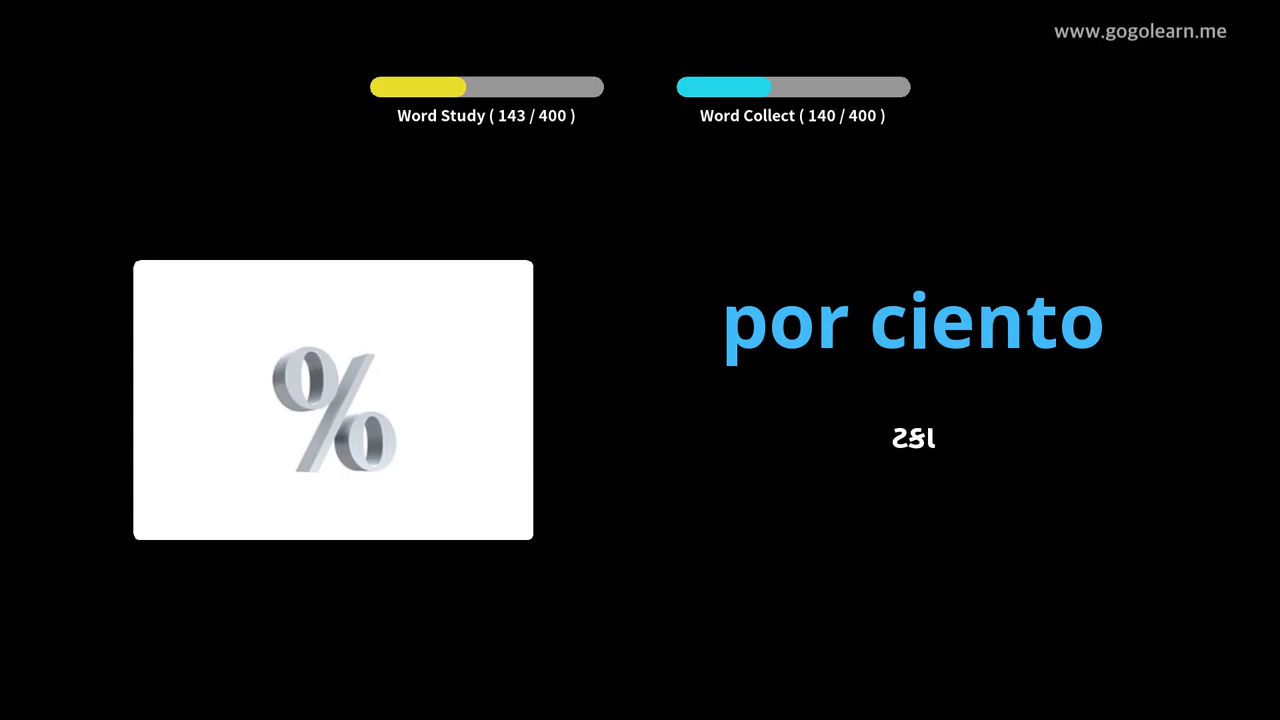 www.gogolearn.me
Word Study ( 143 / 400 )
Word Collect ( 140 / 400 )
%
por ciento
ટકા